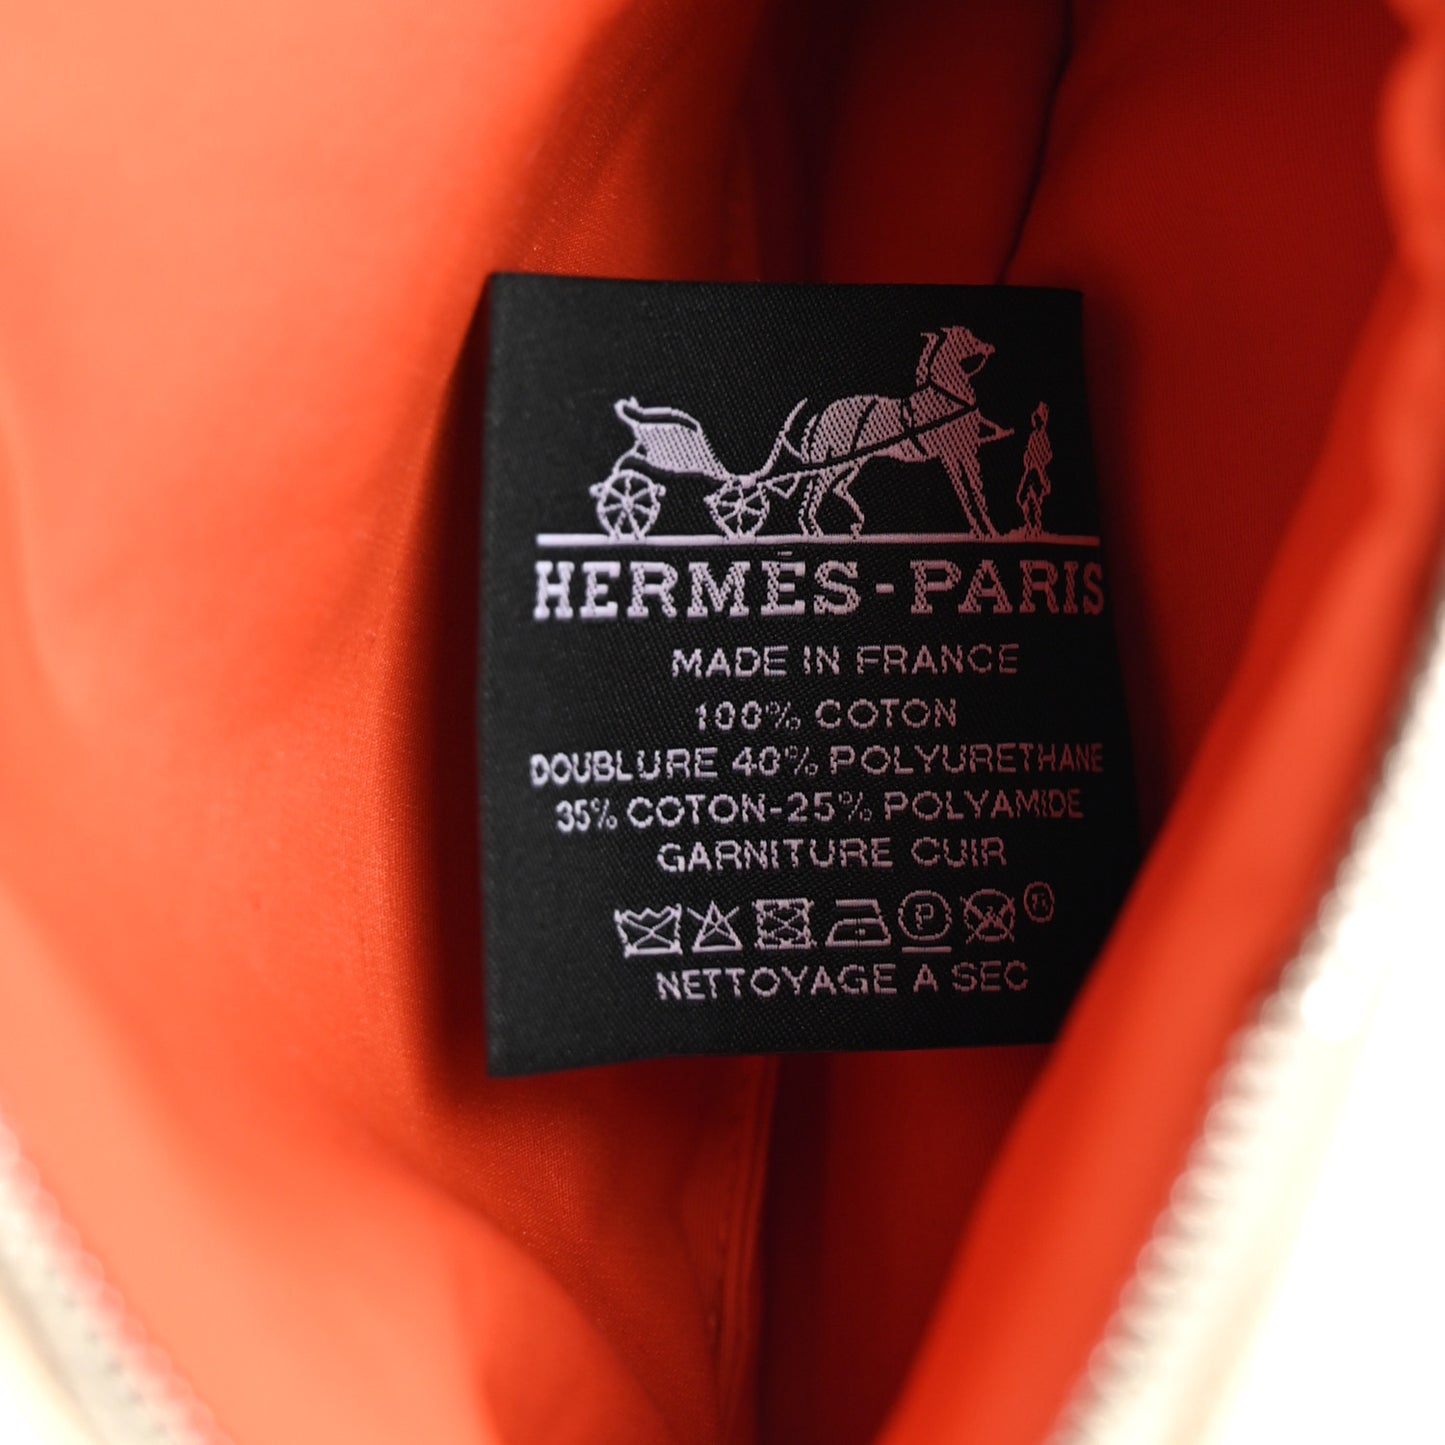 HERMÈS-PARIS
MADE IN FRANCE
100% COTON
DOUBLURE 40% POLYURETHANE
35% COTON-25% POLYAMIDE
GARNITURE CUIR
P
NETTOYAGE A SEC